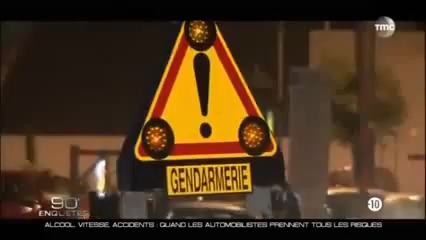 TMC
!
GENDARMERIE
90'
ENQUÊTES
-10
ALCOOL, VITESSE, ACCIDENTS : QUAND LES AUTOMOBILISTES PRENNENT TOUS LES RISQUES